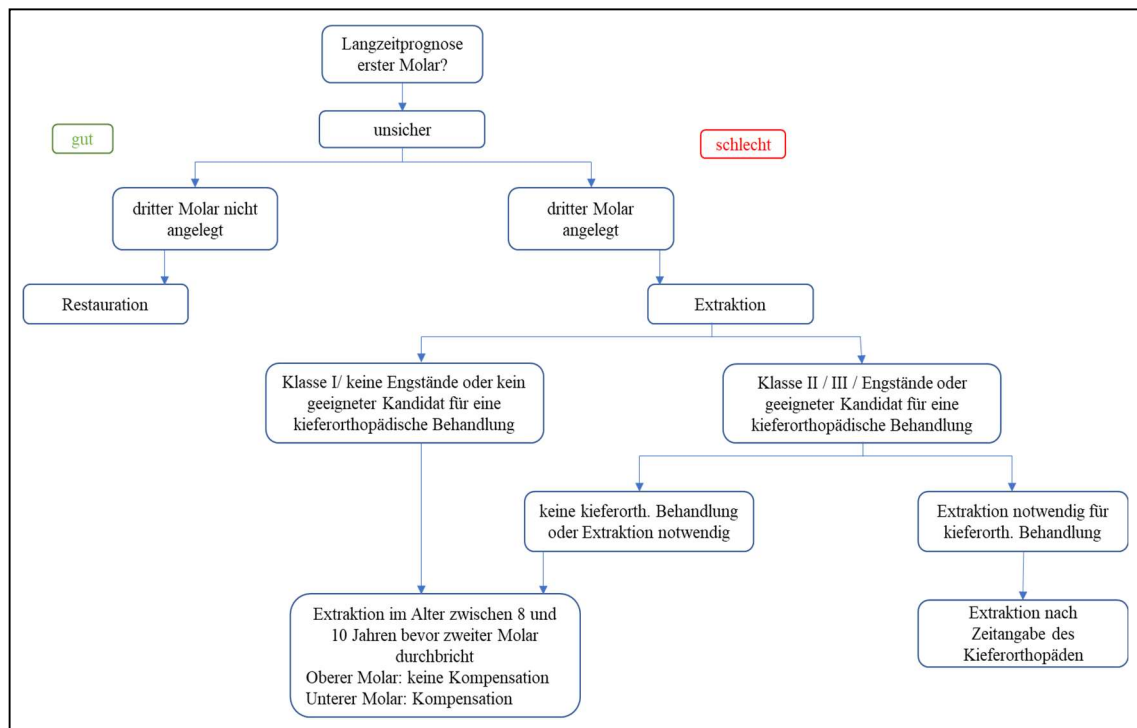 Langzeitprognose
erster Molar?
gut
unsicher
schlecht
dritter Molar nicht
angelegt
dritter Molar
angelegt
Restauration
Extraktion
Klasse I/ keine Engstände oder kein
geeigneter Kandidat für eine
kieferorthopädische Behandlung
Klasse II / III / Engstände oder
geeigneter Kandidat für eine
kieferorthopädische Behandlung
keine kieferorth. Behandlung
oder Extraktion notwendig
Extraktion notwendig für
kieferorth. Behandlung
Extraktion im Alter zwischen 8 und
10 Jahren bevor zweiter Molar
durchbricht
Oberer Molar: keine Kompensation
Unterer Molar: Kompensation
Extraktion nach
Zeitangabe des
Kieferorthopäden